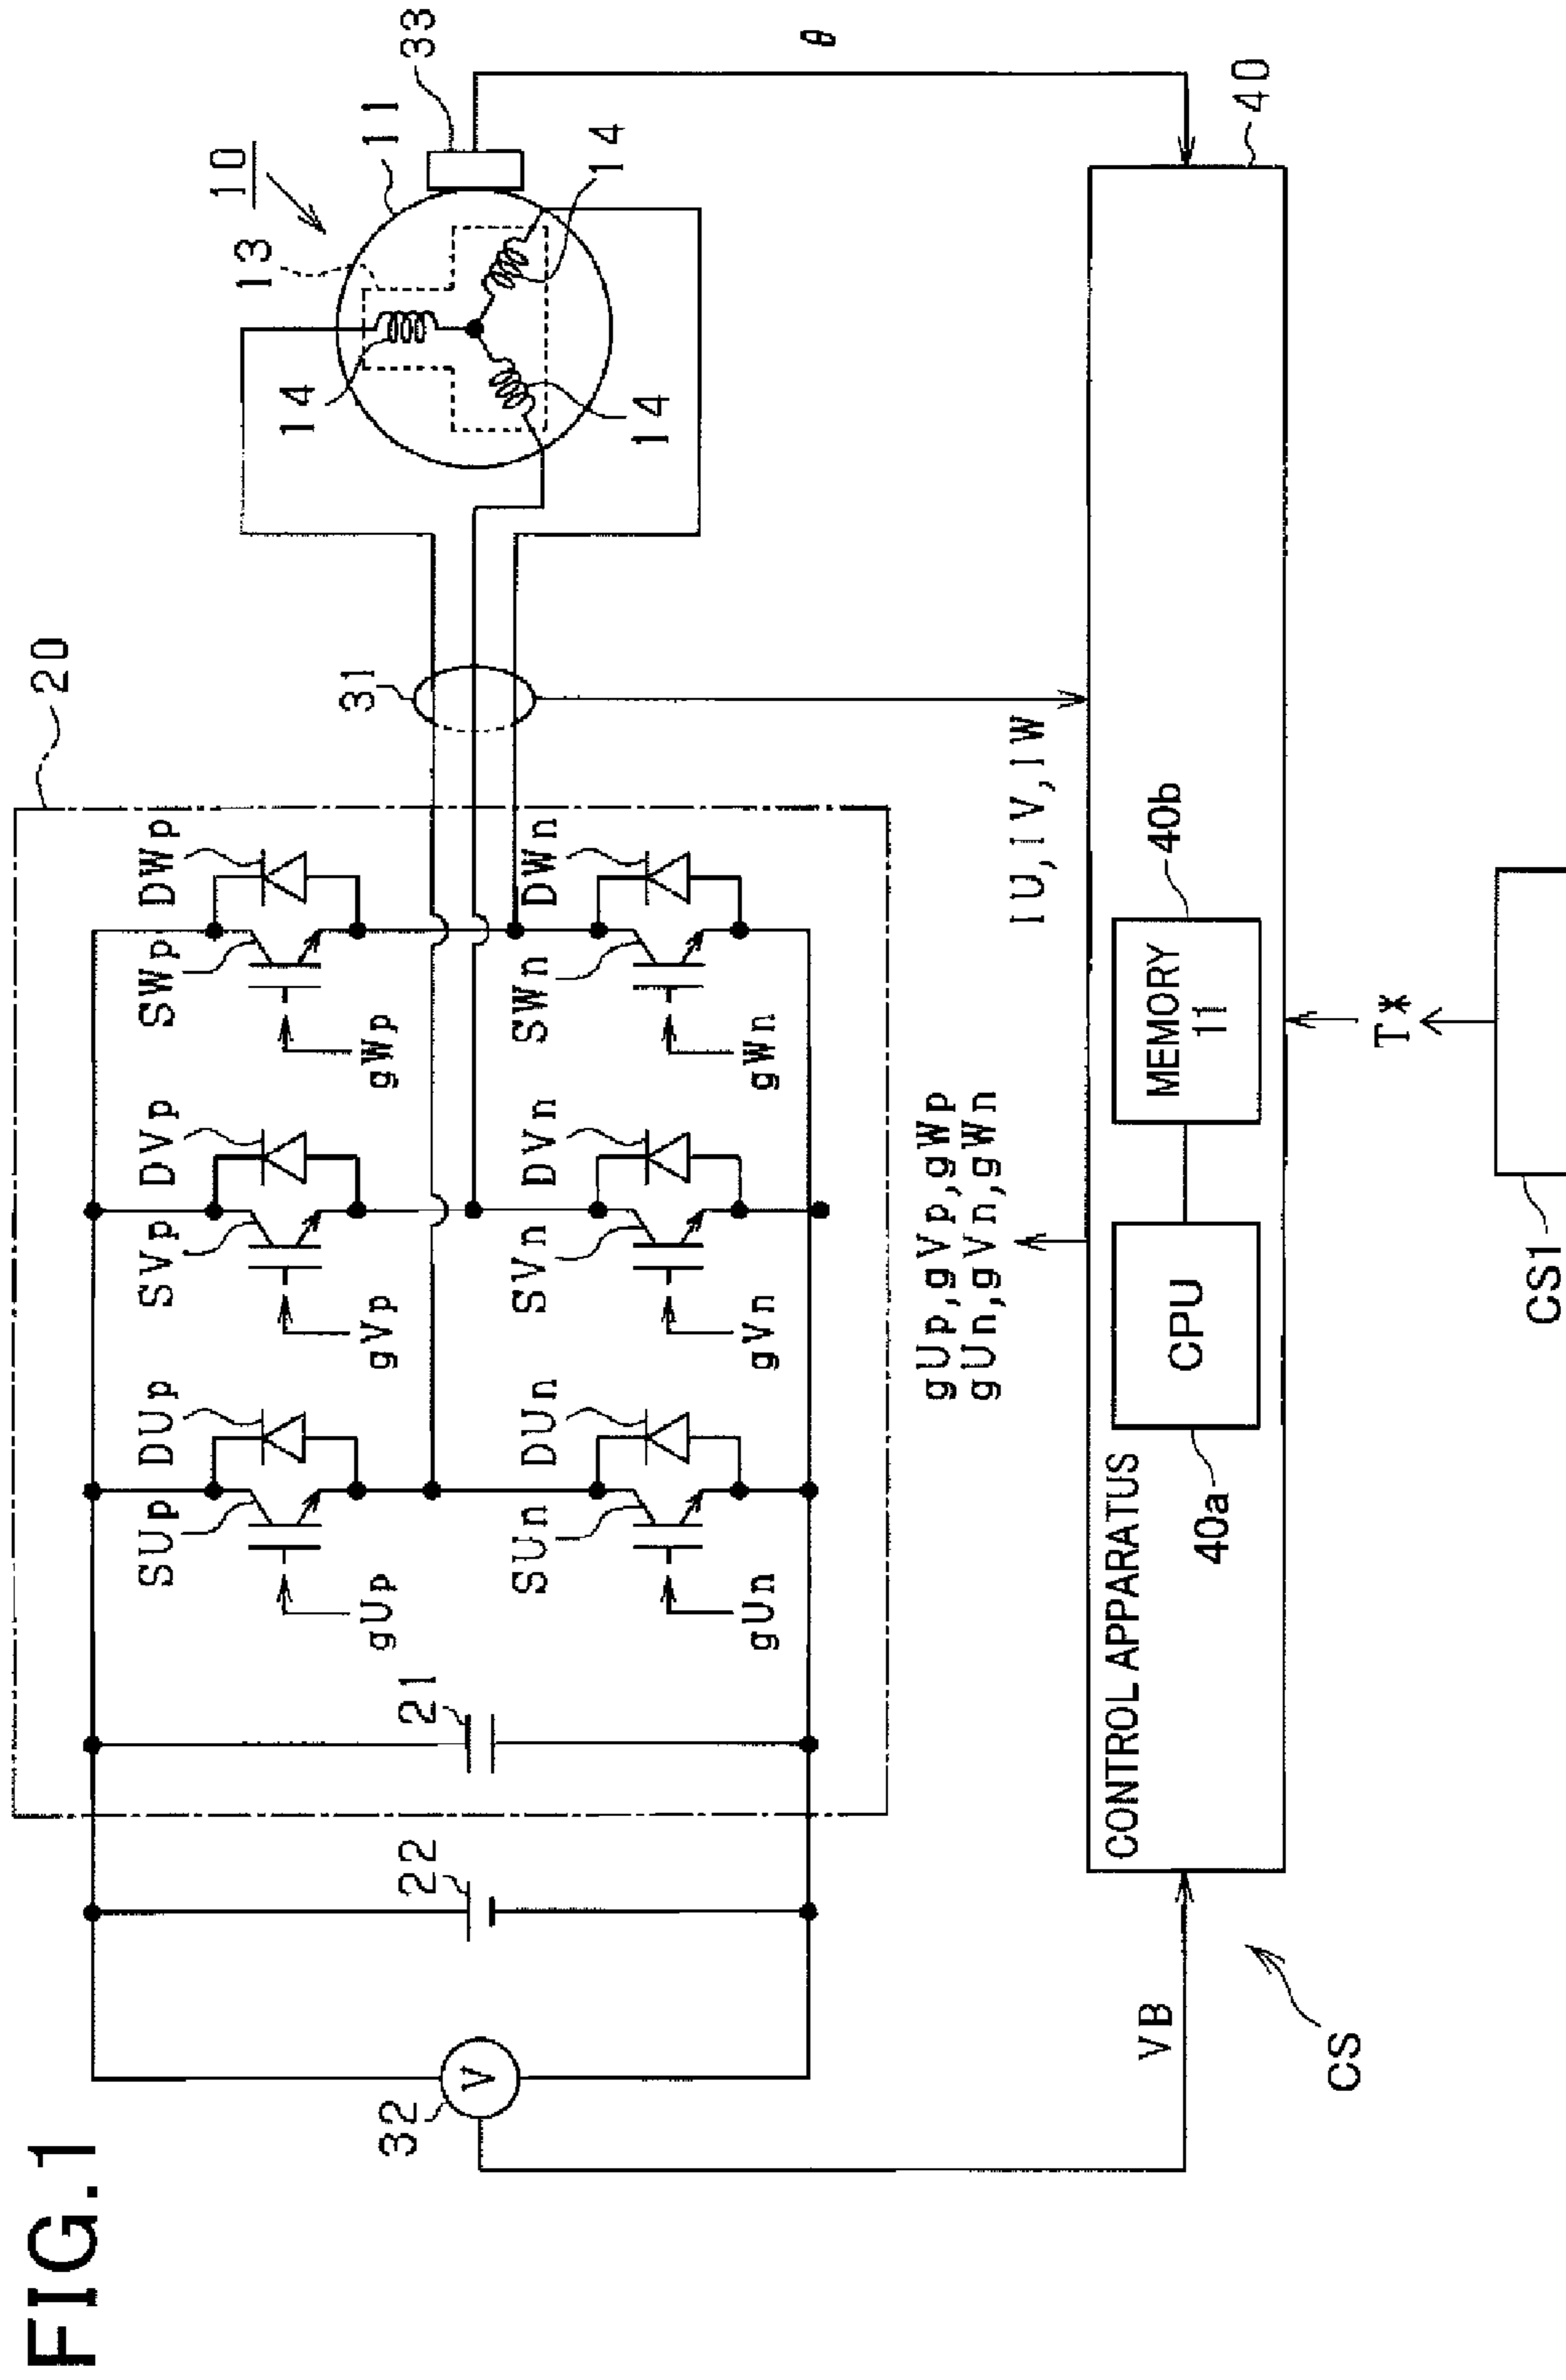 FIG.1
20
10
33
11
13
14
14
14
θ
31
SUp
DUp
SVp
DVp
SWp
DWp
gUp
gVp
gWp
22
21
32
V
SUn
DUn
SVn
DVn
SWn
DWn
gUn
gVn
gWn
gUp,gVp,gWp
gUn,gVn,gWn
IU,IV,IW
VB
CONTROL APPARATUS
40
CPU
40a
MEMORY
11
40b
CS
T*
CS1